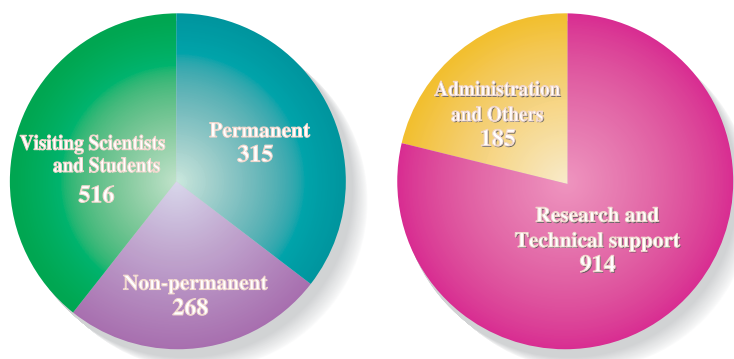 Visiting Scientists
and Students
516
Permanent
315
Non-permanent
268
Administration
and Others
185
Research and
Technical support
914